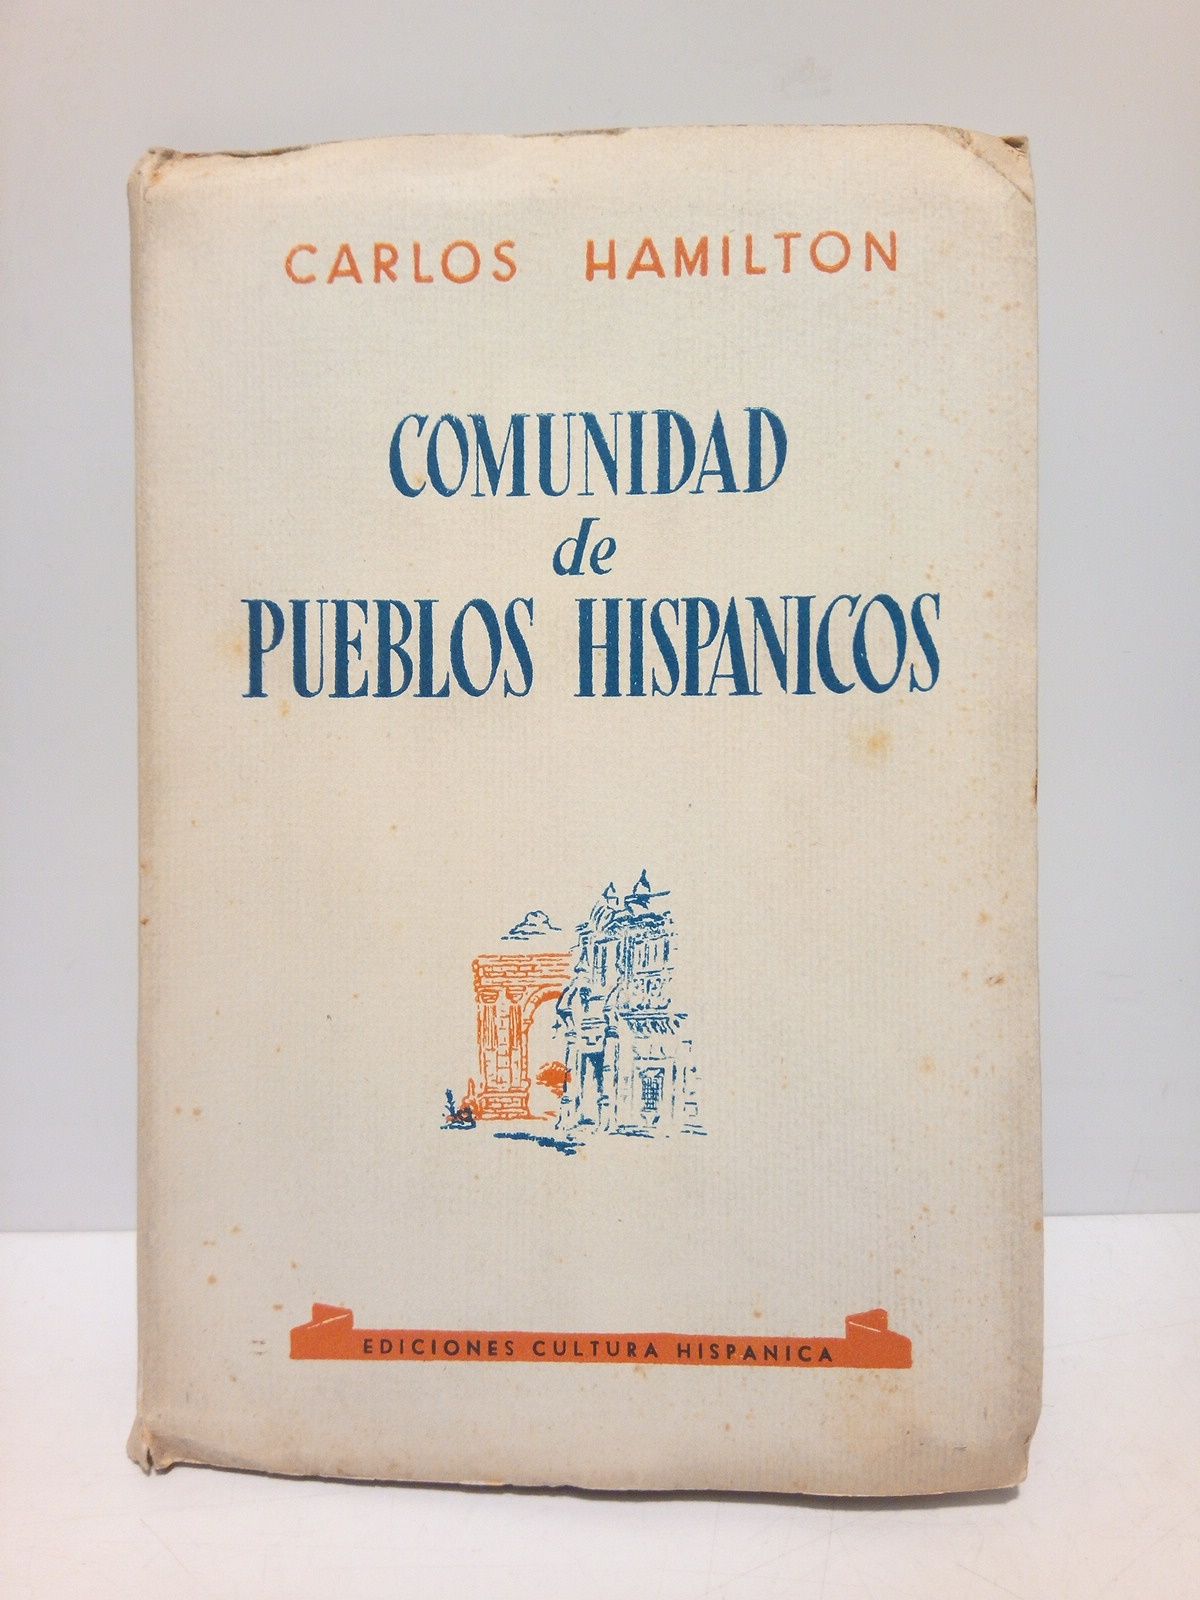 CARLOS HAMILTON
COMUNIDAD
de
PUEBLOS HISPANICOS
EDICIONES CULTURA HISPANICA